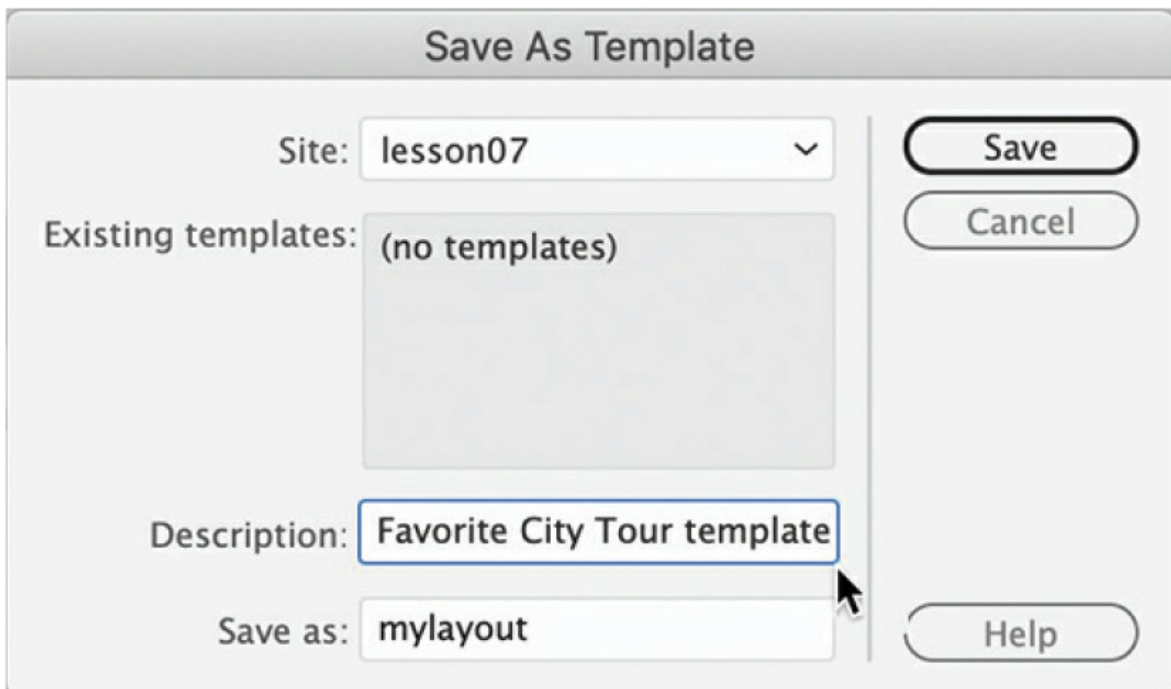 Save As Template
Site: lesson07
Save
Existing templates: (no templates)
Cancel
Description: Favorite City Tour template
Save as: mylayout
Help